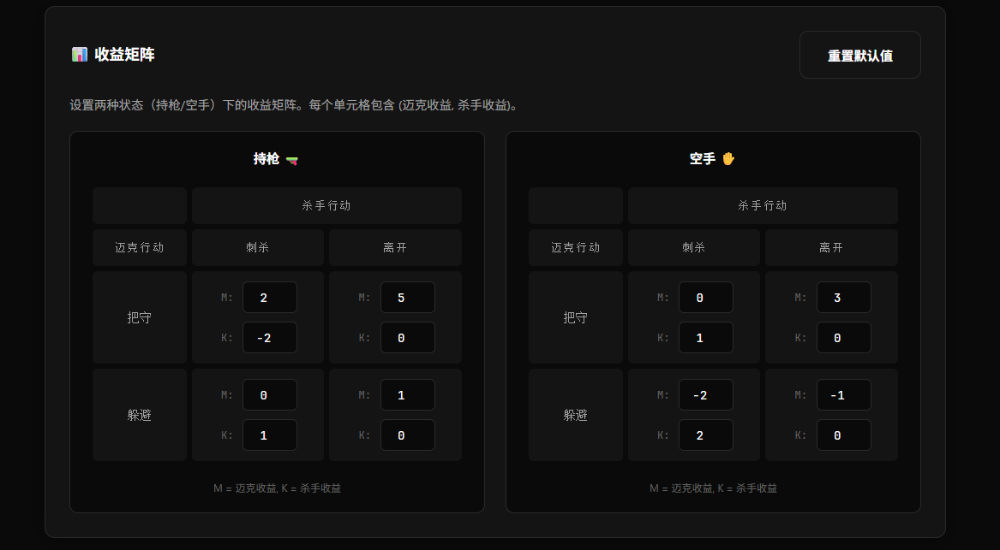 收益矩阵
重置默认值
设置两种状态（持枪/空手）下的收益矩阵。每个单元格包含 (迈克收益, 杀手收益)。
持枪
杀手行动
迈克行动 刺杀 离开
M: 2 M: 5
把守
K: -2 K: 0
M: 0 M: 1
躲避
K: 1 K: 0
M = 迈克收益, K = 杀手收益
空手
杀手行动
迈克行动 刺杀 离开
M: 0 M: 3
把守
K: 1 K: 0
M: -2 M: -1
躲避
K: 2 K: 0
M = 迈克收益, K = 杀手收益